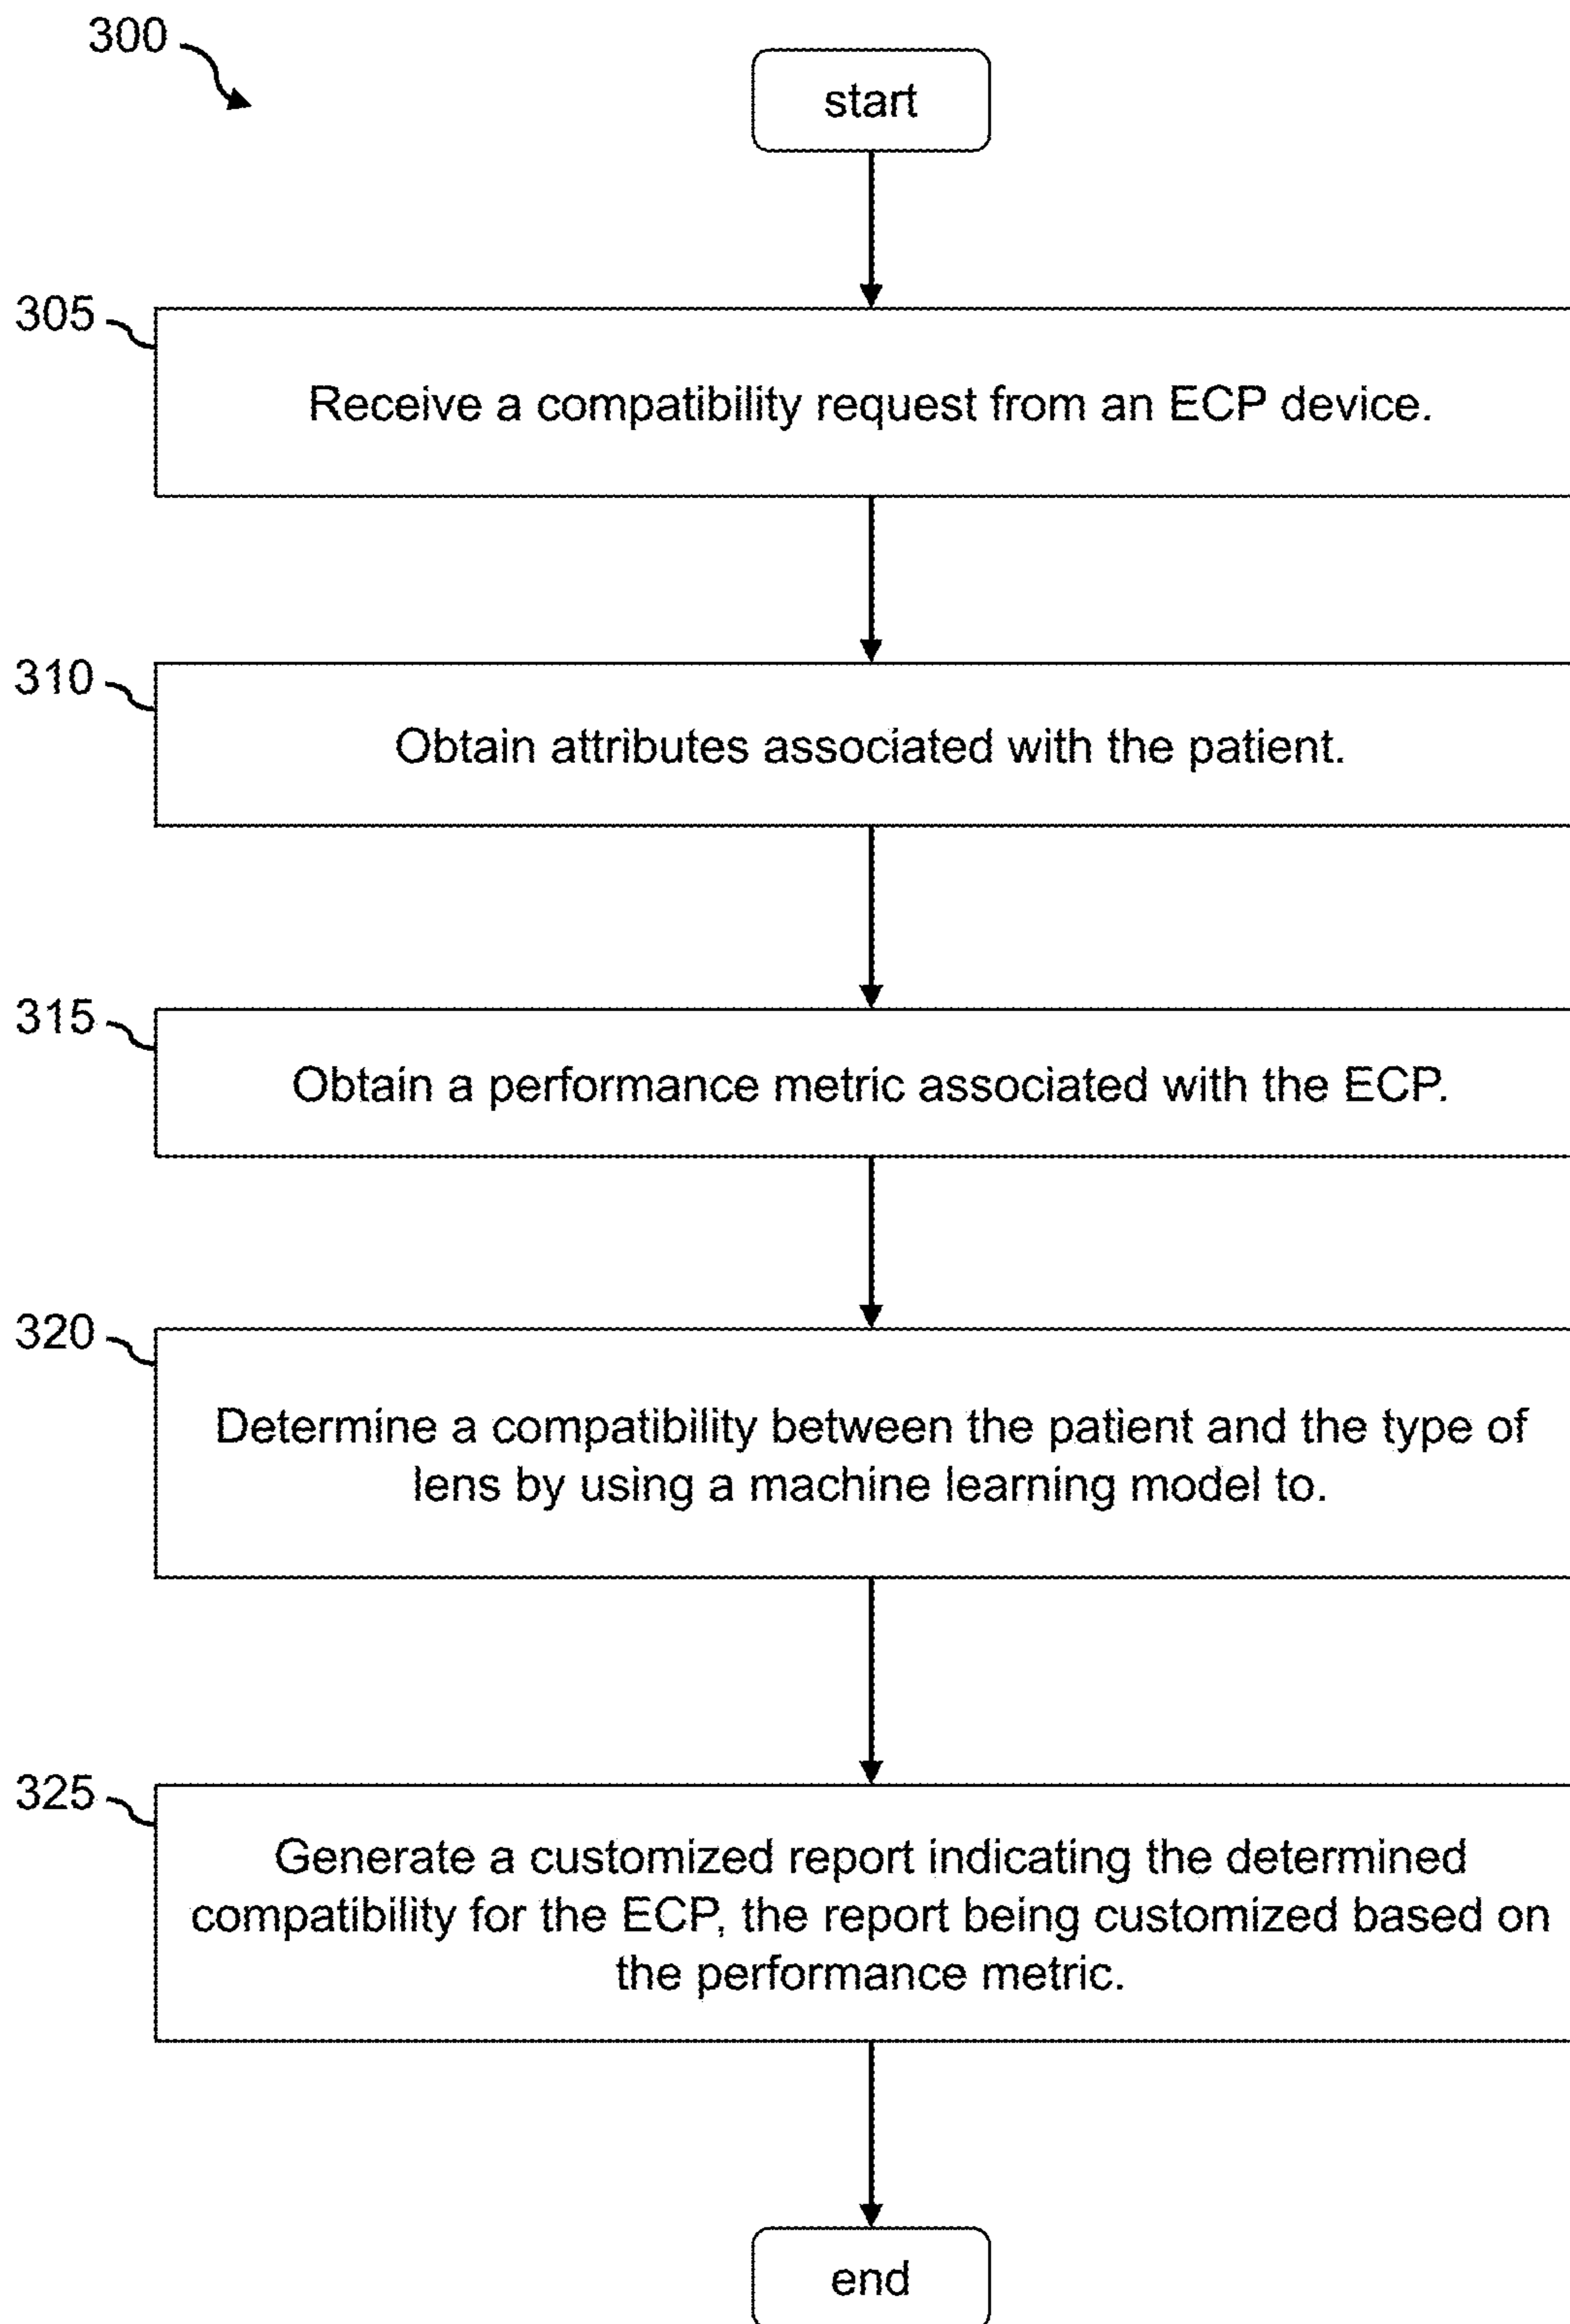 300
start
305
Receive a compatibility request from an ECP device.
310
Obtain attributes associated with the patient.
315
Obtain a performance metric associated with the ECP.
320
Determine a compatibility between the patient and the type of
lens by using a machine learning model to.
325
Generate a customized report indicating the determined
compatibility for the ECP, the report being customized based on
the performance metric.
end